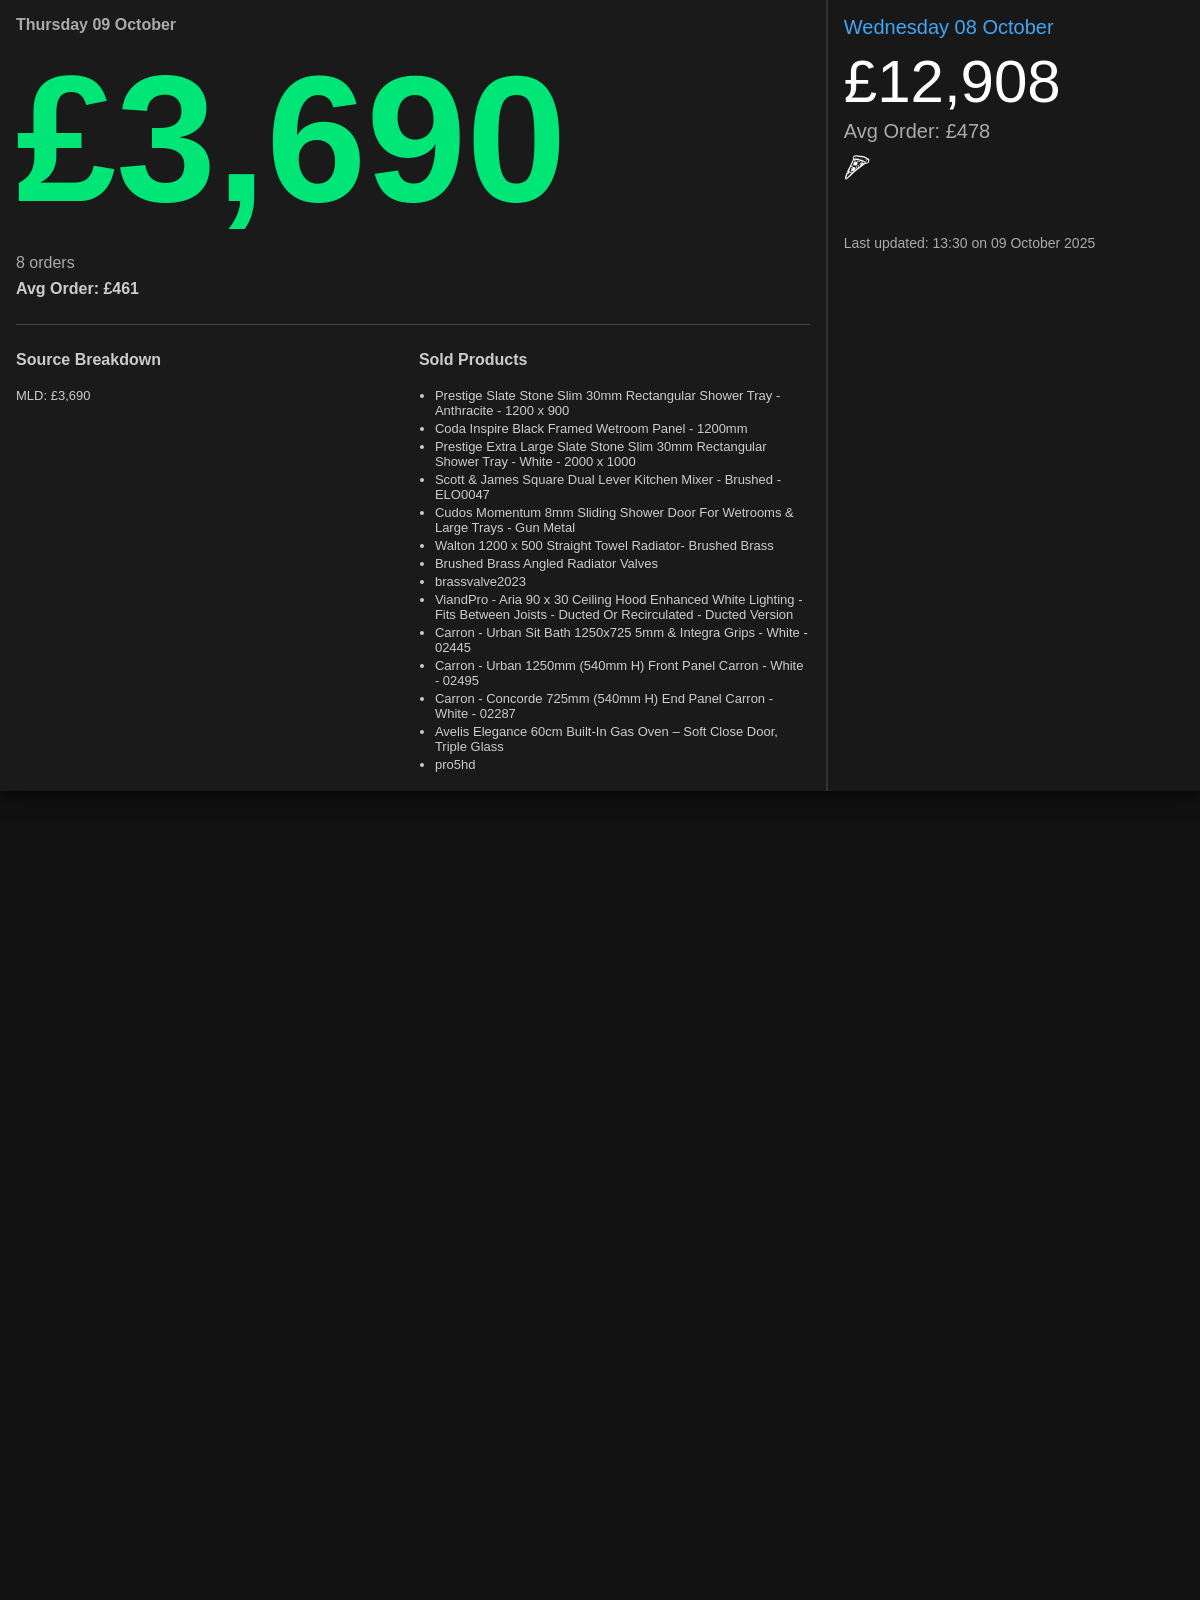 Thursday 09 October
£3,690
8 orders
Avg Order: £461
Source Breakdown
MLD: £3,690
Sold Products
• Prestige Slate Stone Slim 30mm Rectangular Shower Tray -
Anthracite - 1200 x 900
• Coda Inspire Black Framed Wetroom Panel - 1200mm
• Prestige Extra Large Slate Stone Slim 30mm Rectangular
Shower Tray - White - 2000 x 1000
• Scott & James Square Dual Lever Kitchen Mixer - Brushed -
ELO0047
• Cudos Momentum 8mm Sliding Shower Door For Wetrooms &
Large Trays - Gun Metal
• Walton 1200 x 500 Straight Towel Radiator- Brushed Brass
• Brushed Brass Angled Radiator Valves
• brassvalve2023
• ViandPro - Aria 90 x 30 Ceiling Hood Enhanced White Lighting -
Fits Between Joists - Ducted Or Recirculated - Ducted Version
• Carron - Urban Sit Bath 1250x725 5mm & Integra Grips - White -
02445
• Carron - Urban 1250mm (540mm H) Front Panel Carron - White
- 02495
• Carron - Concorde 725mm (540mm H) End Panel Carron -
White - 02287
• Avelis Elegance 60cm Built-In Gas Oven – Soft Close Door,
Triple Glass
• pro5hd
Wednesday 08 October
£12,908
Avg Order: £478
Last updated: 13:30 on 09 October 2025